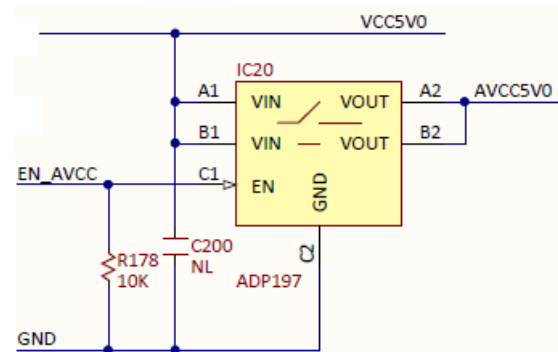 VCC5V0
IC20
A1 VIN VOUT A2 AVCC5V0
B1 VIN VOUT B2
EN_AVCC C1 EN
GND
C2
R178
10K
C200
NL
ADP197
GND